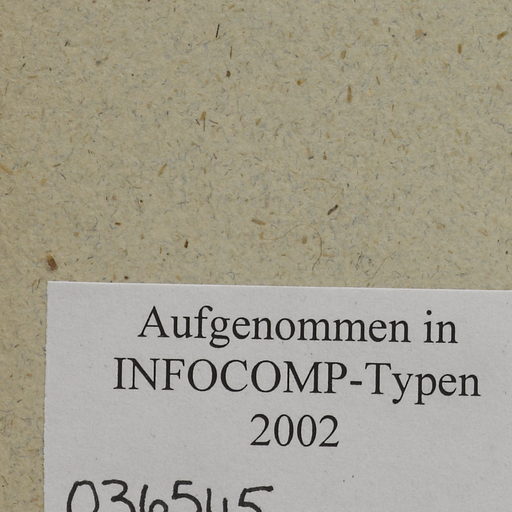 Aufgenommen in
INFOCOMP-Typen
2002
036545